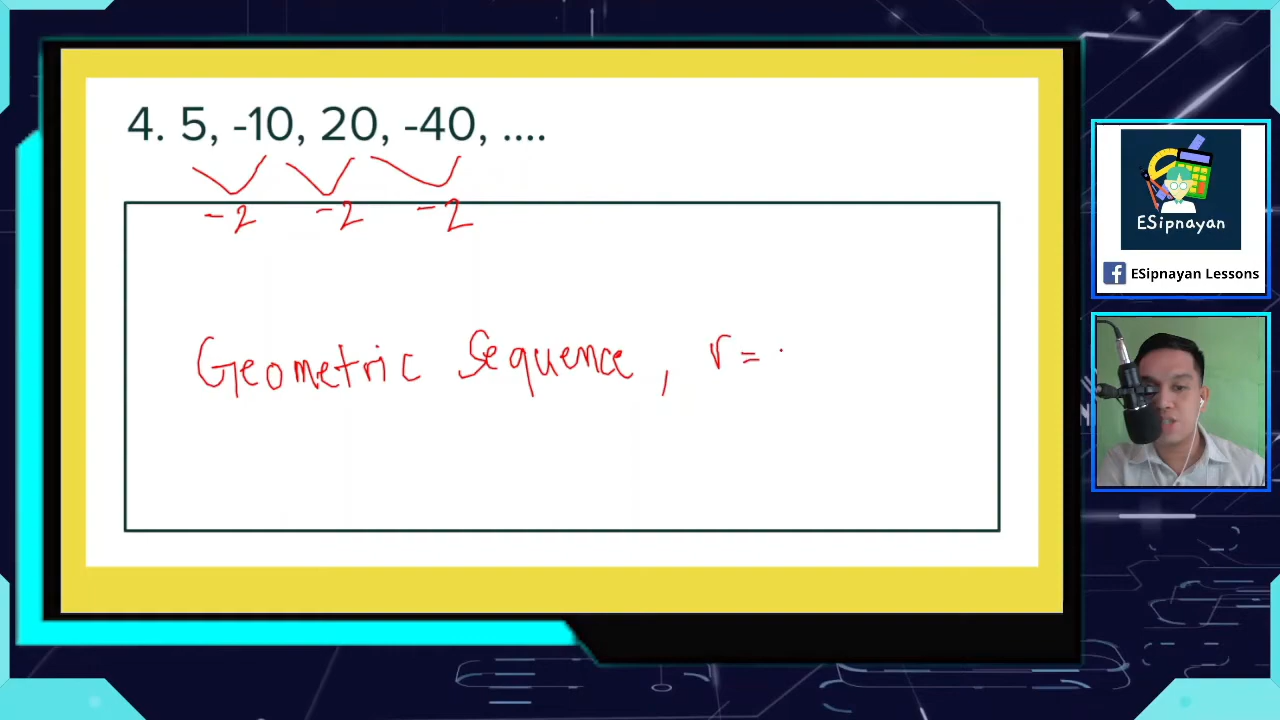 4. 5, -10, 20, -40, ....
-2 -2 -2
Geometric Sequence, r =
ESipnayan
ESipnayan Lessons